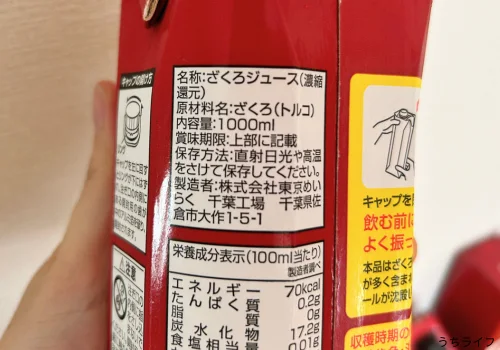 キャップの開け方
名称:ざくろジュース(濃縮
還元)
原材料名:ざくろ(トルコ)
内容量:1000ml
賞味期限:上部に記載
保存方法:直射日光や高温
をさけて保存してください。
製造者:株式会社東京めい
らく 千葉工場 千葉県佐
倉市大作1-5-1
栄養成分表示(100ml当たり)
製造者調べ
エネルギー 70kcal
たんぱく質 0.2g
脂質 0g
炭水化物 17.2g
食塩相当量 0.01g
注意
キャップを
飲む前に
よく振っ
本品はざくろ
が多く含ま
ールが沈澱し
収穫時期の
うちライフ